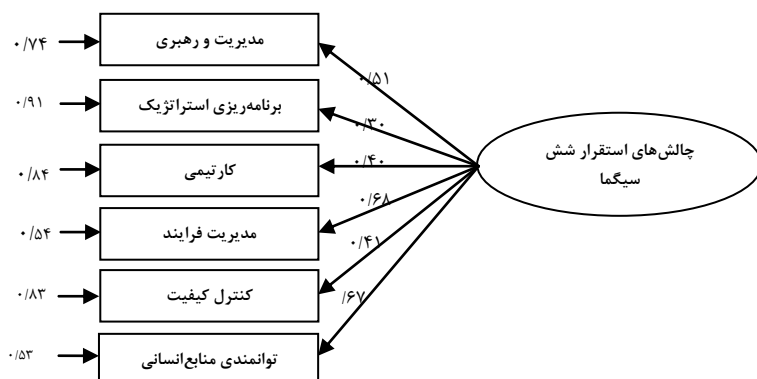 مدیریت و رهبری
۰/۷۴
۰/۵۱
برنامه‌ریزی استراتژیک
۰/۹۱
۰/۳۰
چالش‌های استقرار شش
سیگما
کارتیمی
۰/۸۴
۰/۴۰
مدیریت فرایند
۰/۵۴
۰/۶۸
کنترل کیفیت
۰/۸۳
۰/۴۱
توانمندی منابع‌انسانی
۰/۵۳
/۶۷